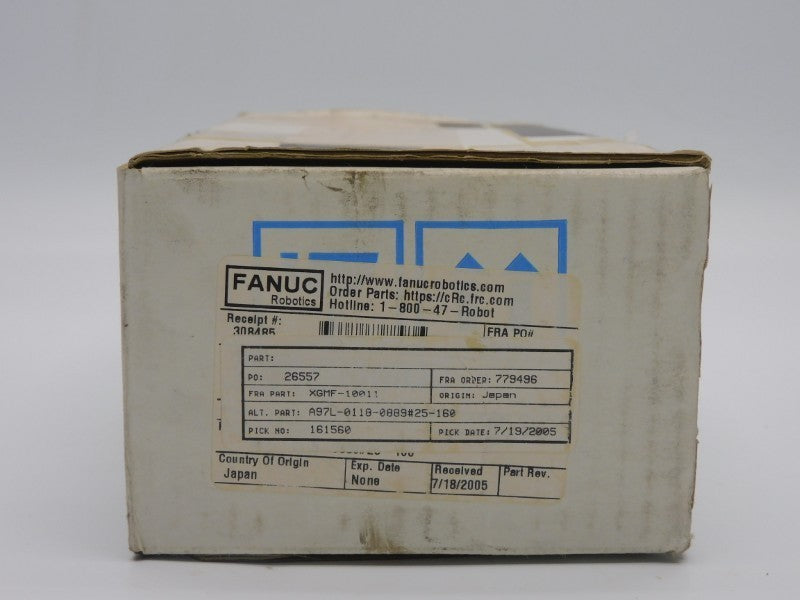 FANUC
Robotics
http://www.fanucrobotics.com
Order Parts: https://cRc.frc.com
Hotline: 1-800-47-Robot
Receipt #:
308485
FRA PO#
PART:
PO: 26557
FRA ORDER: 779496
FRA PART: XGMF-10011
ORIGIN: Japan
ALT. PART: A97L-0118-0889#25-160
PICK NO: 161560
PICK DATE: 7/19/2005
Country Of Origin
Japan
Exp. Date
None
Received
7/18/2005
Part Rev.